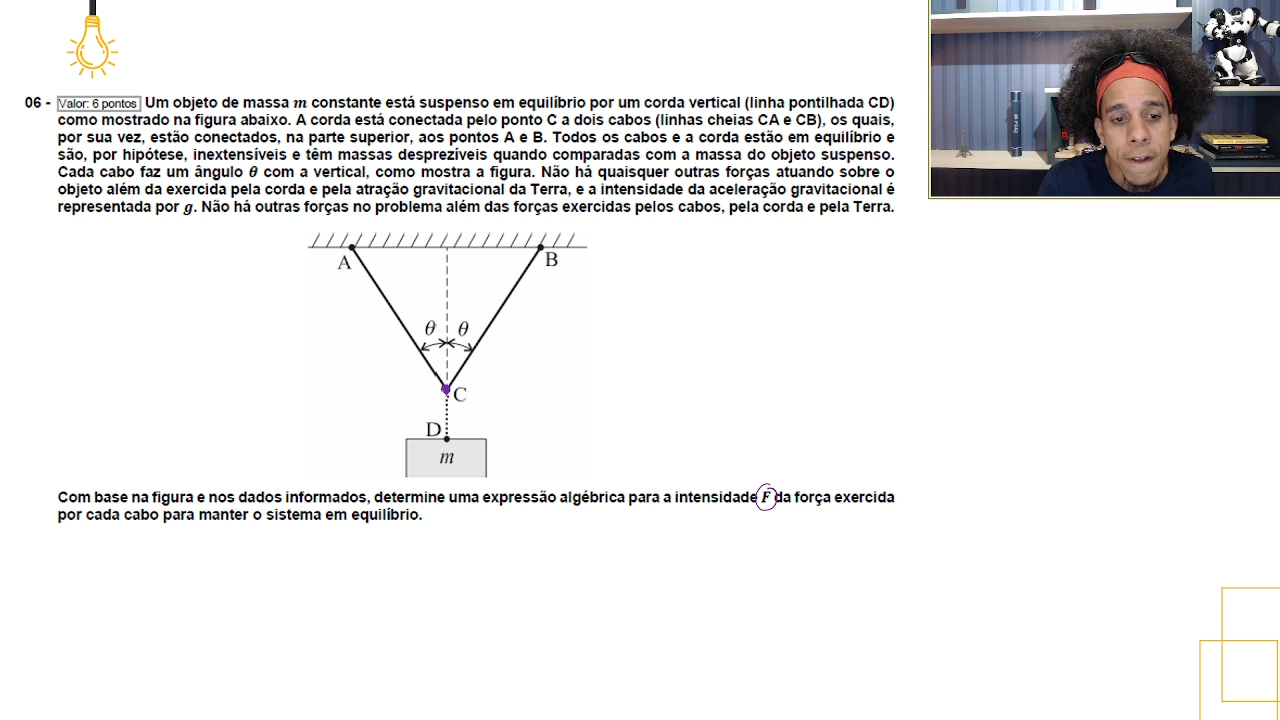 06 - Valor: 6 pontos Um objeto de massa m constante está suspenso em equilíbrio por um corda vertical (linha pontilhada CD)
como mostrado na figura abaixo. A corda está conectada pelo ponto C a dois cabos (linhas cheias CA e CB), os quais,
por sua vez, estão conectados, na parte superior, aos pontos A e B. Todos os cabos e a corda estão em equilíbrio e
são, por hipótese, inextensíveis e têm massas desprezíveis quando comparadas com a massa do objeto suspenso.
Cada cabo faz um ângulo θ com a vertical, como mostra a figura. Não há quaisquer outras forças atuando sobre o
objeto além da exercida pela corda e pela atração gravitacional da Terra, e a intensidade da aceleração gravitacional é
representada por g. Não há outras forças no problema além das forças exercidas pelos cabos, pela corda e pela Terra.
A
B
θ θ
C
D
m
Com base na figura e nos dados informados, determine uma expressão algébrica para a intensidade F da força exercida
por cada cabo para manter o sistema em equilíbrio.